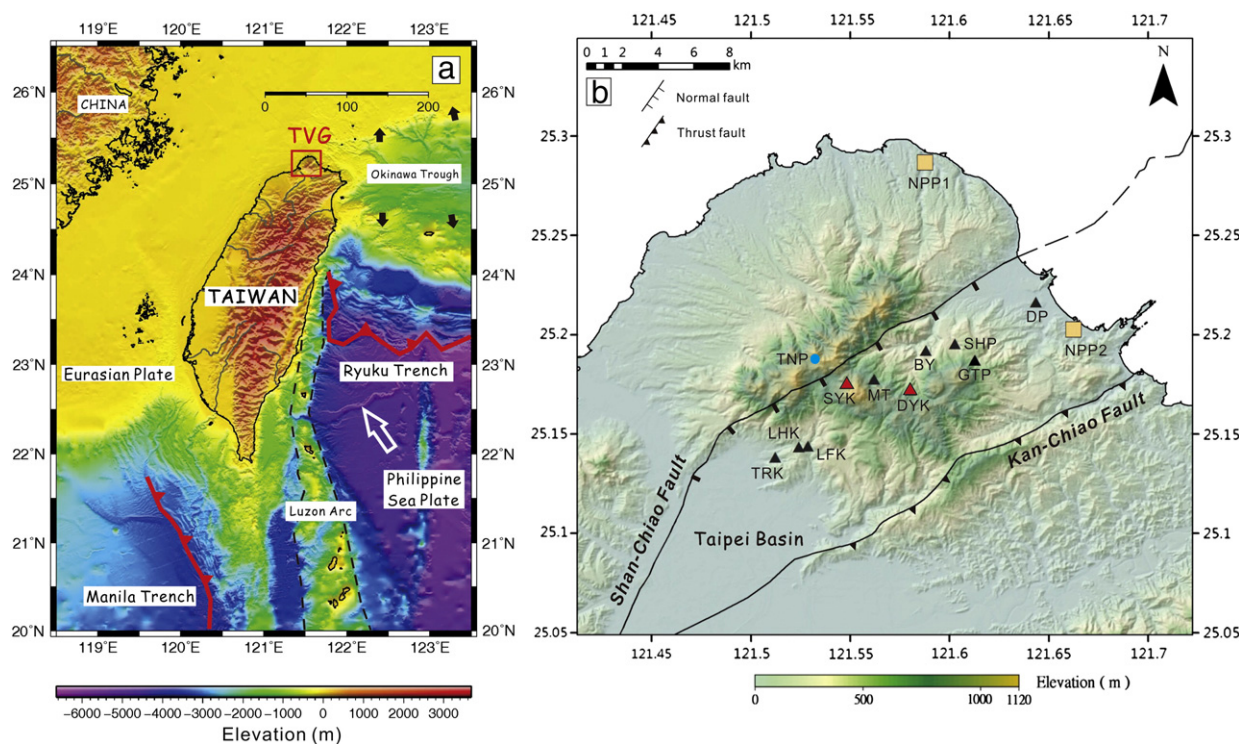 119°E 120°E 121°E 122°E 123°E
a
26°N 26°N
CHINA
0 100 200
TVG
Okinawa Trough
25°N 25°N
24°N 24°N
TAIWAN
23°N 23°N
Eurasian Plate
Ryuku Trench
22°N 22°N
Philippine
Sea Plate
Luzon Arc
21°N 21°N
Manila Trench
20°N 20°N
119°E 120°E 121°E 122°E 123°E
−6000 −5000 −4000 −3000 −2000 −1000 0 1000 2000 3000
Elevation (m)
121.45 121.5 121.55 121.6 121.65 121.7
0 1 2 4 6 8
km
N
b
Normal fault
Thrust fault
25.3 25.3
NPP1
25.25 25.25
DP
25.2 25.2
NPP2
TNP
BY
SHP
GTP
SYK
MT
DYK
25.15 25.15
LHK
LFK
TRK
Kan-Chiao Fault
Shan-Chiao Fault
25.1 25.1
Taipei Basin
25.05 25.05
121.45 121.5 121.55 121.6 121.65 121.7
0 500 1000 1120
Elevation ( m )